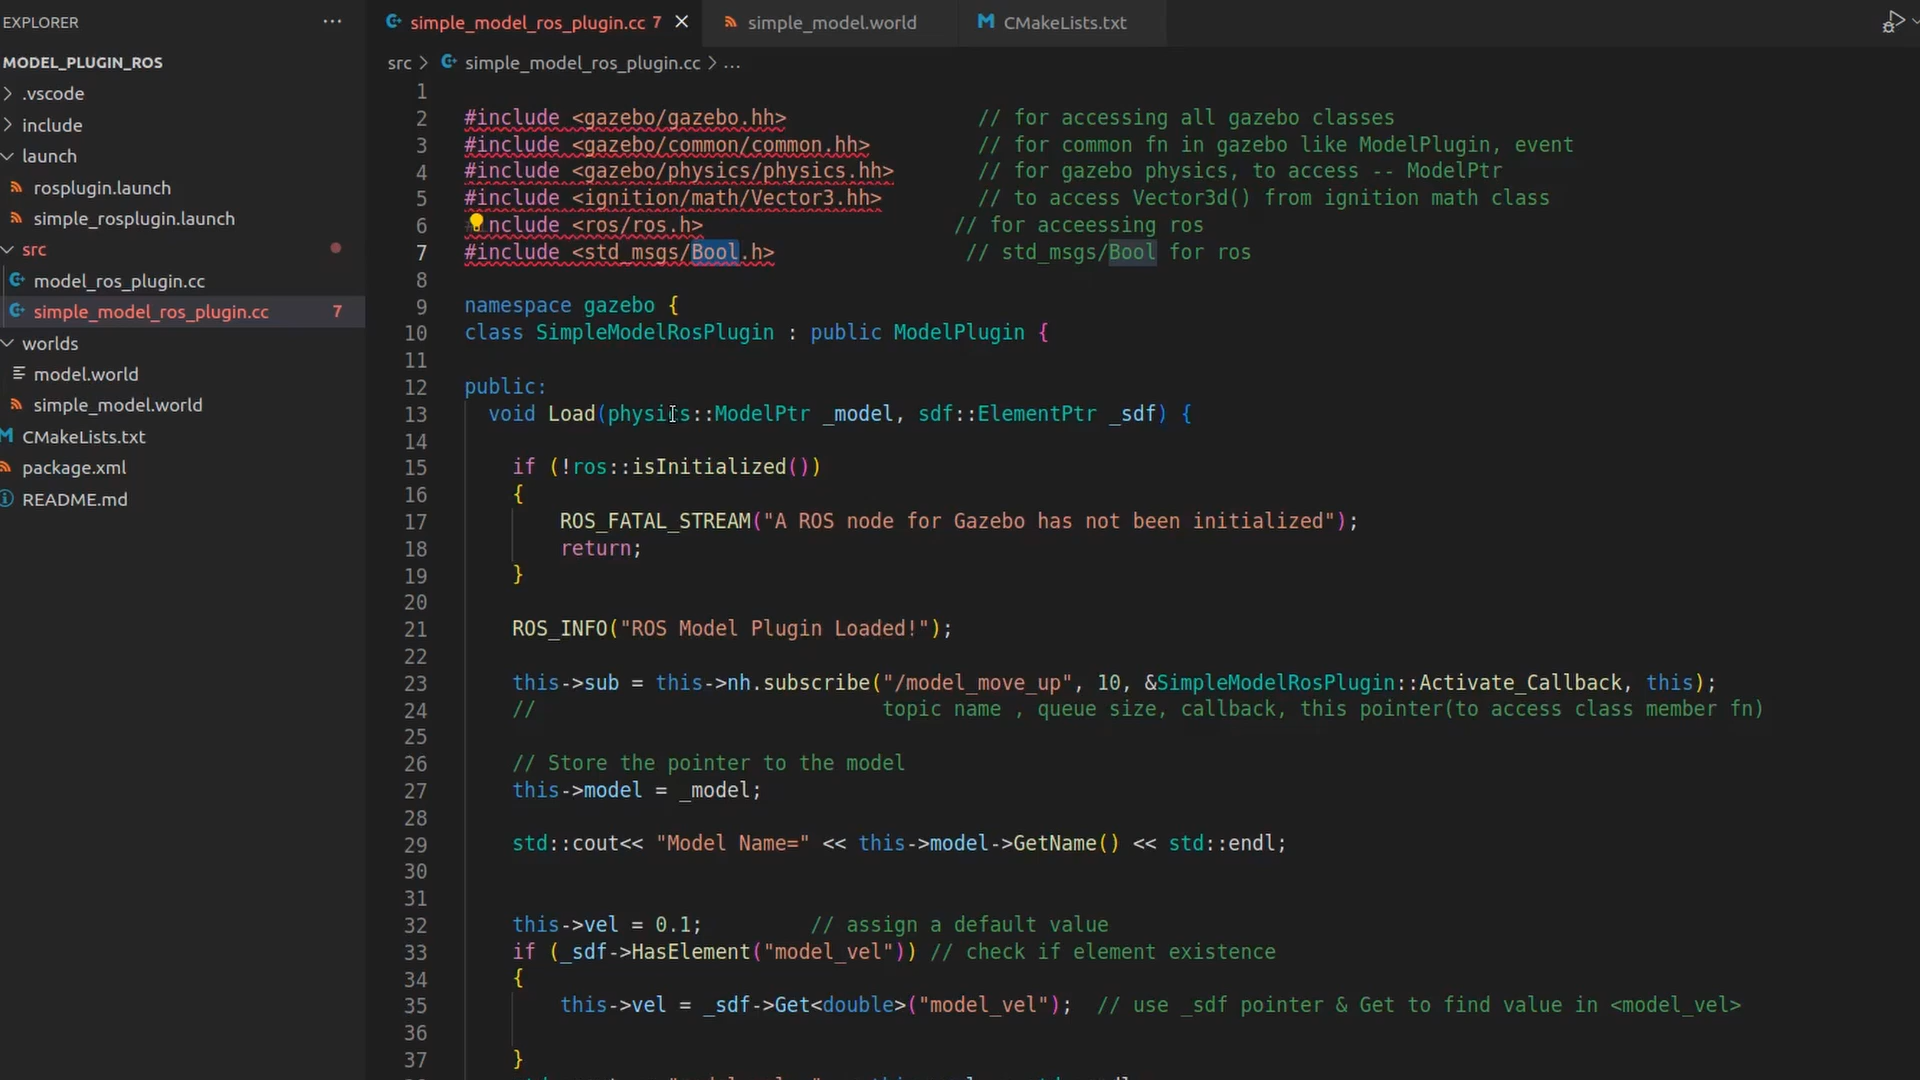 EXPLORER
MODEL_PLUGIN_ROS
.vscode
include
launch
rosplugin.launch
simple_rosplugin.launch
src
model_ros_plugin.cc
simple_model_ros_plugin.cc 7
worlds
model.world
simple_model.world
CMakeLists.txt
package.xml
README.md
simple_model_ros_plugin.cc 7 simple_model.world CMakeLists.txt
src > simple_model_ros_plugin.cc > ...
1
2 #include <gazebo/gazebo.hh> // for accessing all gazebo classes
3 #include <gazebo/common/common.hh> // for common fn in gazebo like ModelPlugin, event
4 #include <gazebo/physics/physics.hh> // for gazebo physics, to access -- ModelPtr
5 #include <ignition/math/Vector3.hh> // to access Vector3d() from ignition math class
6 #include <ros/ros.h> // for acceessing ros
7 #include <std_msgs/Bool.h> // std_msgs/Bool for ros
8
9 namespace gazebo {
10 class SimpleModelRosPlugin : public ModelPlugin {
11
12 public:
13 void Load(physics::ModelPtr _model, sdf::ElementPtr _sdf) {
14
15 if (!ros::isInitialized())
16 {
17 ROS_FATAL_STREAM("A ROS node for Gazebo has not been initialized");
18 return;
19 }
20
21 ROS_INFO("ROS Model Plugin Loaded!");
22
23 this->sub = this->nh.subscribe("/model_move_up", 10, &SimpleModelRosPlugin::Activate_Callback, this);
24 // topic name , queue size, callback, this pointer(to access class member fn)
25
26 // Store the pointer to the model
27 this->model = _model;
28
29 std::cout<< "Model Name=" << this->model->GetName() << std::endl;
30
31
32 this->vel = 0.1; // assign a default value
33 if (_sdf->HasElement("model_vel")) // check if element existence
34 {
35 this->vel = _sdf->Get<double>("model_vel"); // use _sdf pointer & Get to find value in <model_vel>
36
37 }